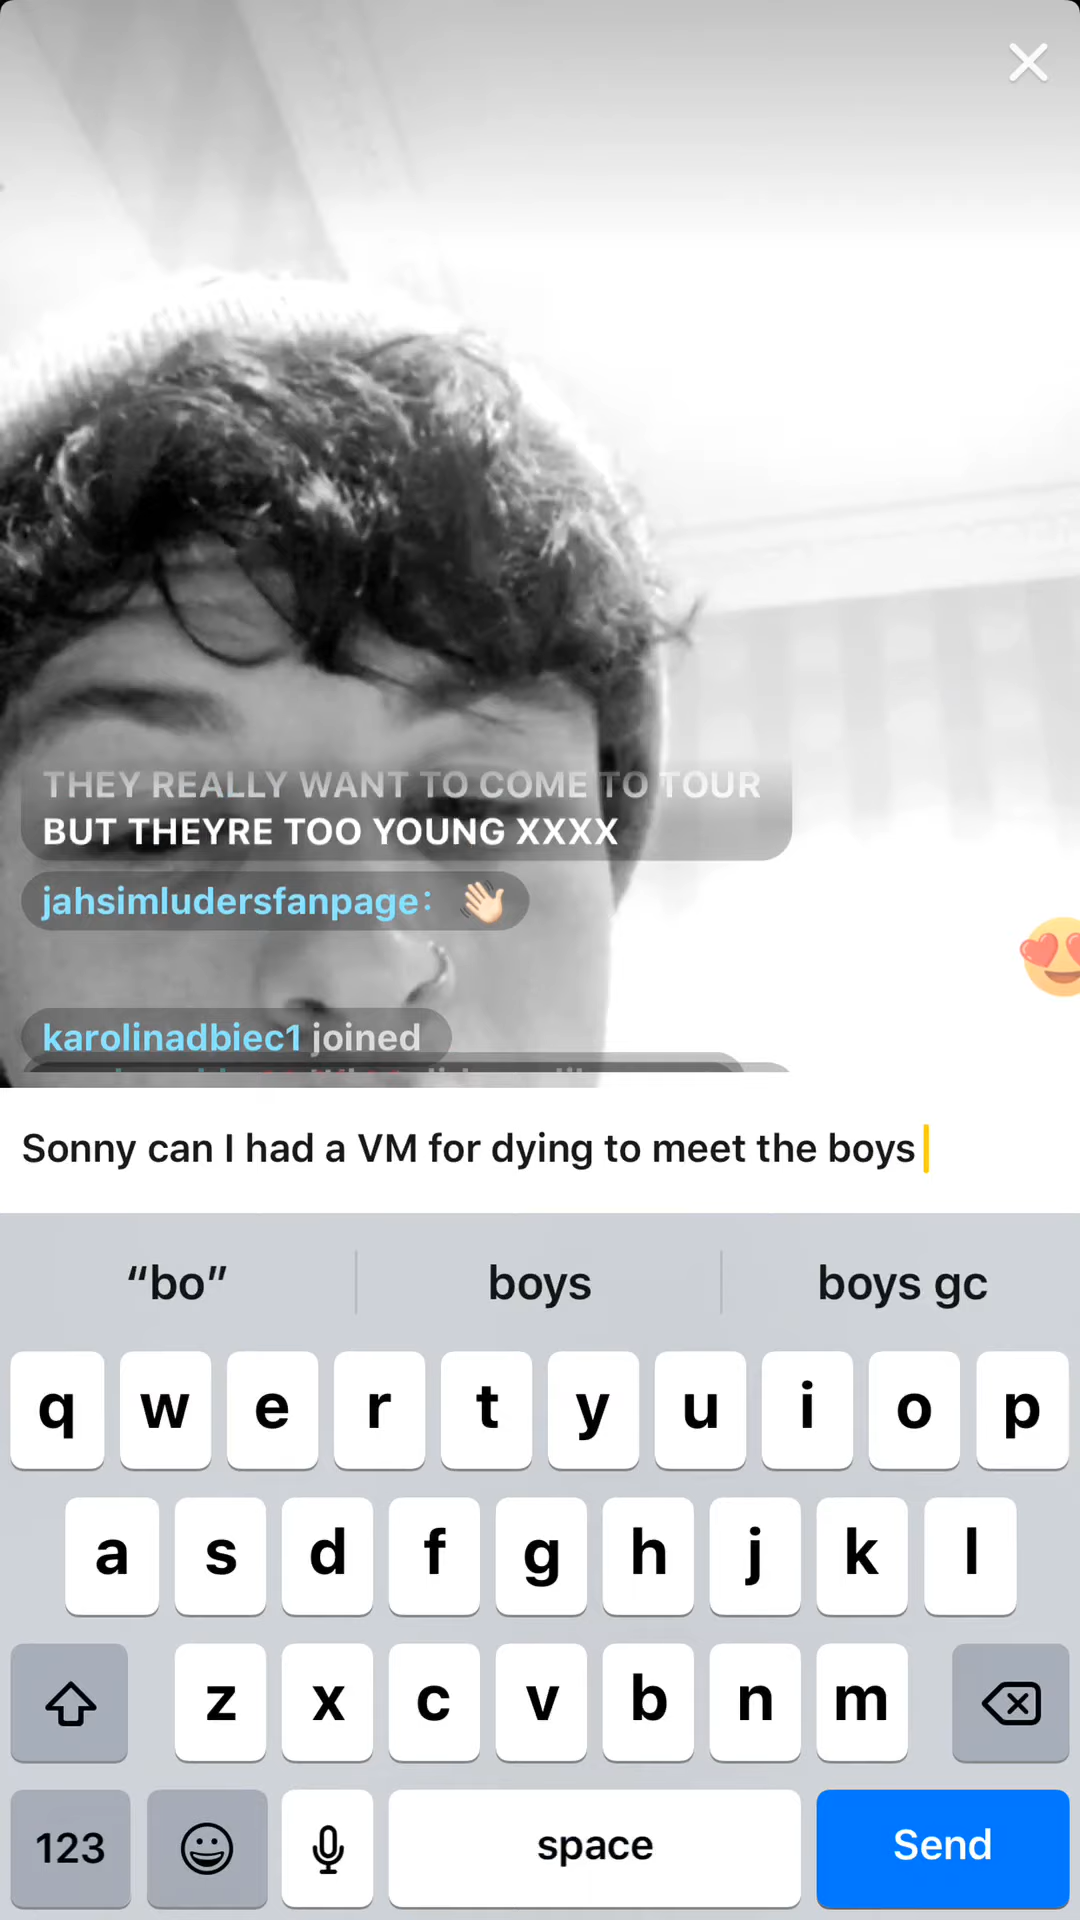 THEY REALLY WANT TO COME TO TOUR
BUT THEYRE TOO YOUNG XXXX
jahsimludersfanpage: 👋🏻
karolinadbiec1 joined
Sonny can I had a VM for dying to meet the boys
“bo” boys boys gc
q w e r t y u i o p
a s d f g h j k l
z x c v b n m
123 space Send